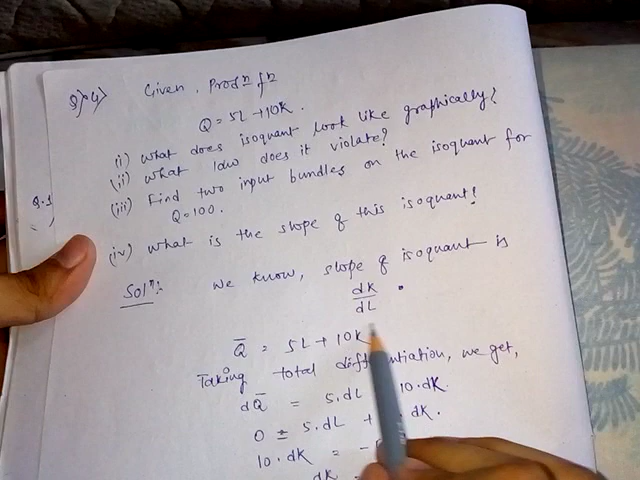 Q.4> Given, Prodⁿ fⁿ
Q = 5L + 10K.
(i) What does isoquant look like graphically?
(ii) What law does it violate?
(iii) Find two input bundles on the isoquant for
Q=100.
Q.1
(iv) What is the slope of this isoquant?
Solⁿ: We know, slope of isoquant is
dK/dL.
Q̅ = 5L + 10K
Taking total differentiation, we get,
dQ̅ = 5.dL 10.dK
0 = 5.dL + .dK.
10.dK = -
dK